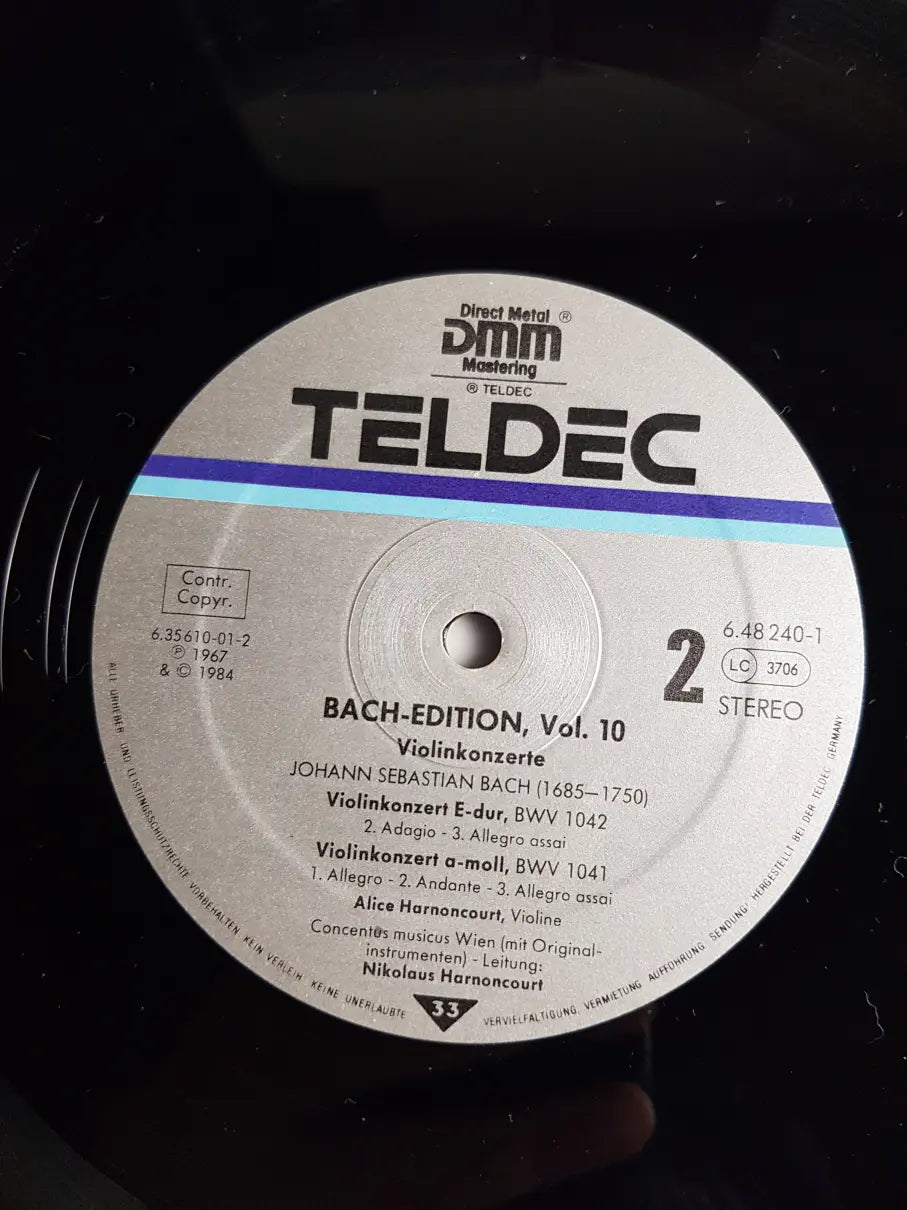 Direct Metal ®
DMM
Mastering
® TELDEC
TELDEC
Contr.
Copyr.
6.35610-01-2
℗ 1967
& © 1984
2
6.48 240-1
LC 3706
STEREO
BACH-EDITION, Vol. 10
Violinkonzerte
JOHANN SEBASTIAN BACH (1685–1750)
Violinkonzert E-dur, BWV 1042
2. Adagio - 3. Allegro assai
Violinkonzert a-moll, BWV 1041
1. Allegro - 2. Andante - 3. Allegro assai
Alice Harnoncourt, Violine
Concentus musicus Wien (mit Original-
instrumenten) - Leitung:
Nikolaus Harnoncourt
33
ALLE URHEBER UND LEISTUNGSSCHUTZRECHTE VORBEHALTEN KEIN VERLEIH. KEINE UNERLAUBTE VERVIELFALTIGUNG, VERMIETUNG AUFFÜHRUNG SENDUNG' HERGESTELLT BEI DER TELDEC GERMANY